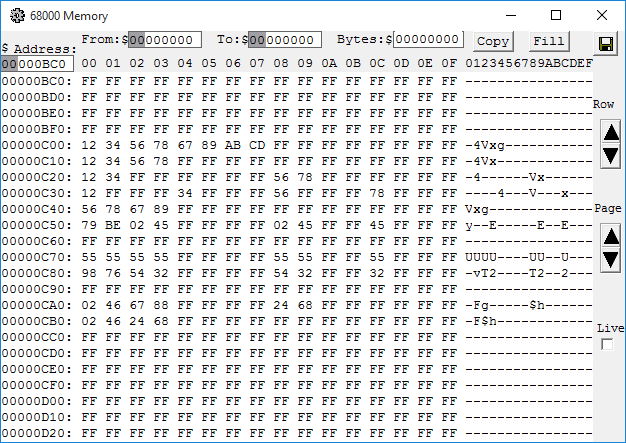 68000 Memory
$ Address: From:$00000000 To:$00000000 Bytes:$00000000 Copy Fill
00000BC0 00 01 02 03 04 05 06 07 08 09 0A 0B 0C 0D 0E 0F 0123456789ABCDEF
00000BC0: FF FF FF FF FF FF FF FF FF FF FF FF FF FF FF FF ----------------
00000BD0: FF FF FF FF FF FF FF FF FF FF FF FF FF FF FF FF ----------------
00000BE0: FF FF FF FF FF FF FF FF FF FF FF FF FF FF FF FF ----------------
00000BF0: FF FF FF FF FF FF FF FF FF FF FF FF FF FF FF FF ----------------
00000C00: 12 34 56 78 67 89 AB CD FF FF FF FF FF FF FF FF -4Vxg-----------
00000C10: 12 34 56 78 FF FF FF FF FF FF FF FF FF FF FF FF -4Vx------------
00000C20: 12 34 FF FF FF FF FF FF 56 78 FF FF FF FF FF FF -4------Vx------
00000C30: 12 FF FF FF 34 FF FF FF 56 FF FF FF 78 FF FF FF ----4---V---x---
00000C40: 56 78 67 89 FF FF FF FF FF FF FF FF FF FF FF FF Vxg-------------
00000C50: 79 BE 02 45 FF FF FF FF 02 45 FF FF 45 FF FF FF y--E-----E--E---
00000C60: FF FF FF FF FF FF FF FF FF FF FF FF FF FF FF FF ----------------
00000C70: 55 55 55 55 FF FF FF FF 55 55 FF FF 55 FF FF FF UUUU----UU--U---
00000C80: 98 76 54 32 FF FF FF FF 54 32 FF FF 32 FF FF FF -vT2----T2--2---
00000C90: FF FF FF FF FF FF FF FF FF FF FF FF FF FF FF FF ----------------
00000CA0: 02 46 67 88 FF FF FF FF 24 68 FF FF FF FF FF FF -Fg-----$h------
00000CB0: 02 46 24 68 FF FF FF FF FF FF FF FF FF FF FF FF -F$h------------
00000CC0: FF FF FF FF FF FF FF FF FF FF FF FF FF FF FF FF ----------------
00000CD0: FF FF FF FF FF FF FF FF FF FF FF FF FF FF FF FF ----------------
00000CE0: FF FF FF FF FF FF FF FF FF FF FF FF FF FF FF FF ----------------
00000CF0: FF FF FF FF FF FF FF FF FF FF FF FF FF FF FF FF ----------------
00000D00: FF FF FF FF FF FF FF FF FF FF FF FF FF FF FF FF ----------------
00000D10: FF FF FF FF FF FF FF FF FF FF FF FF FF FF FF FF ----------------
00000D20: FF FF FF FF FF FF FF FF FF FF FF FF FF FF FF FF ----------------
Row
Page
Live